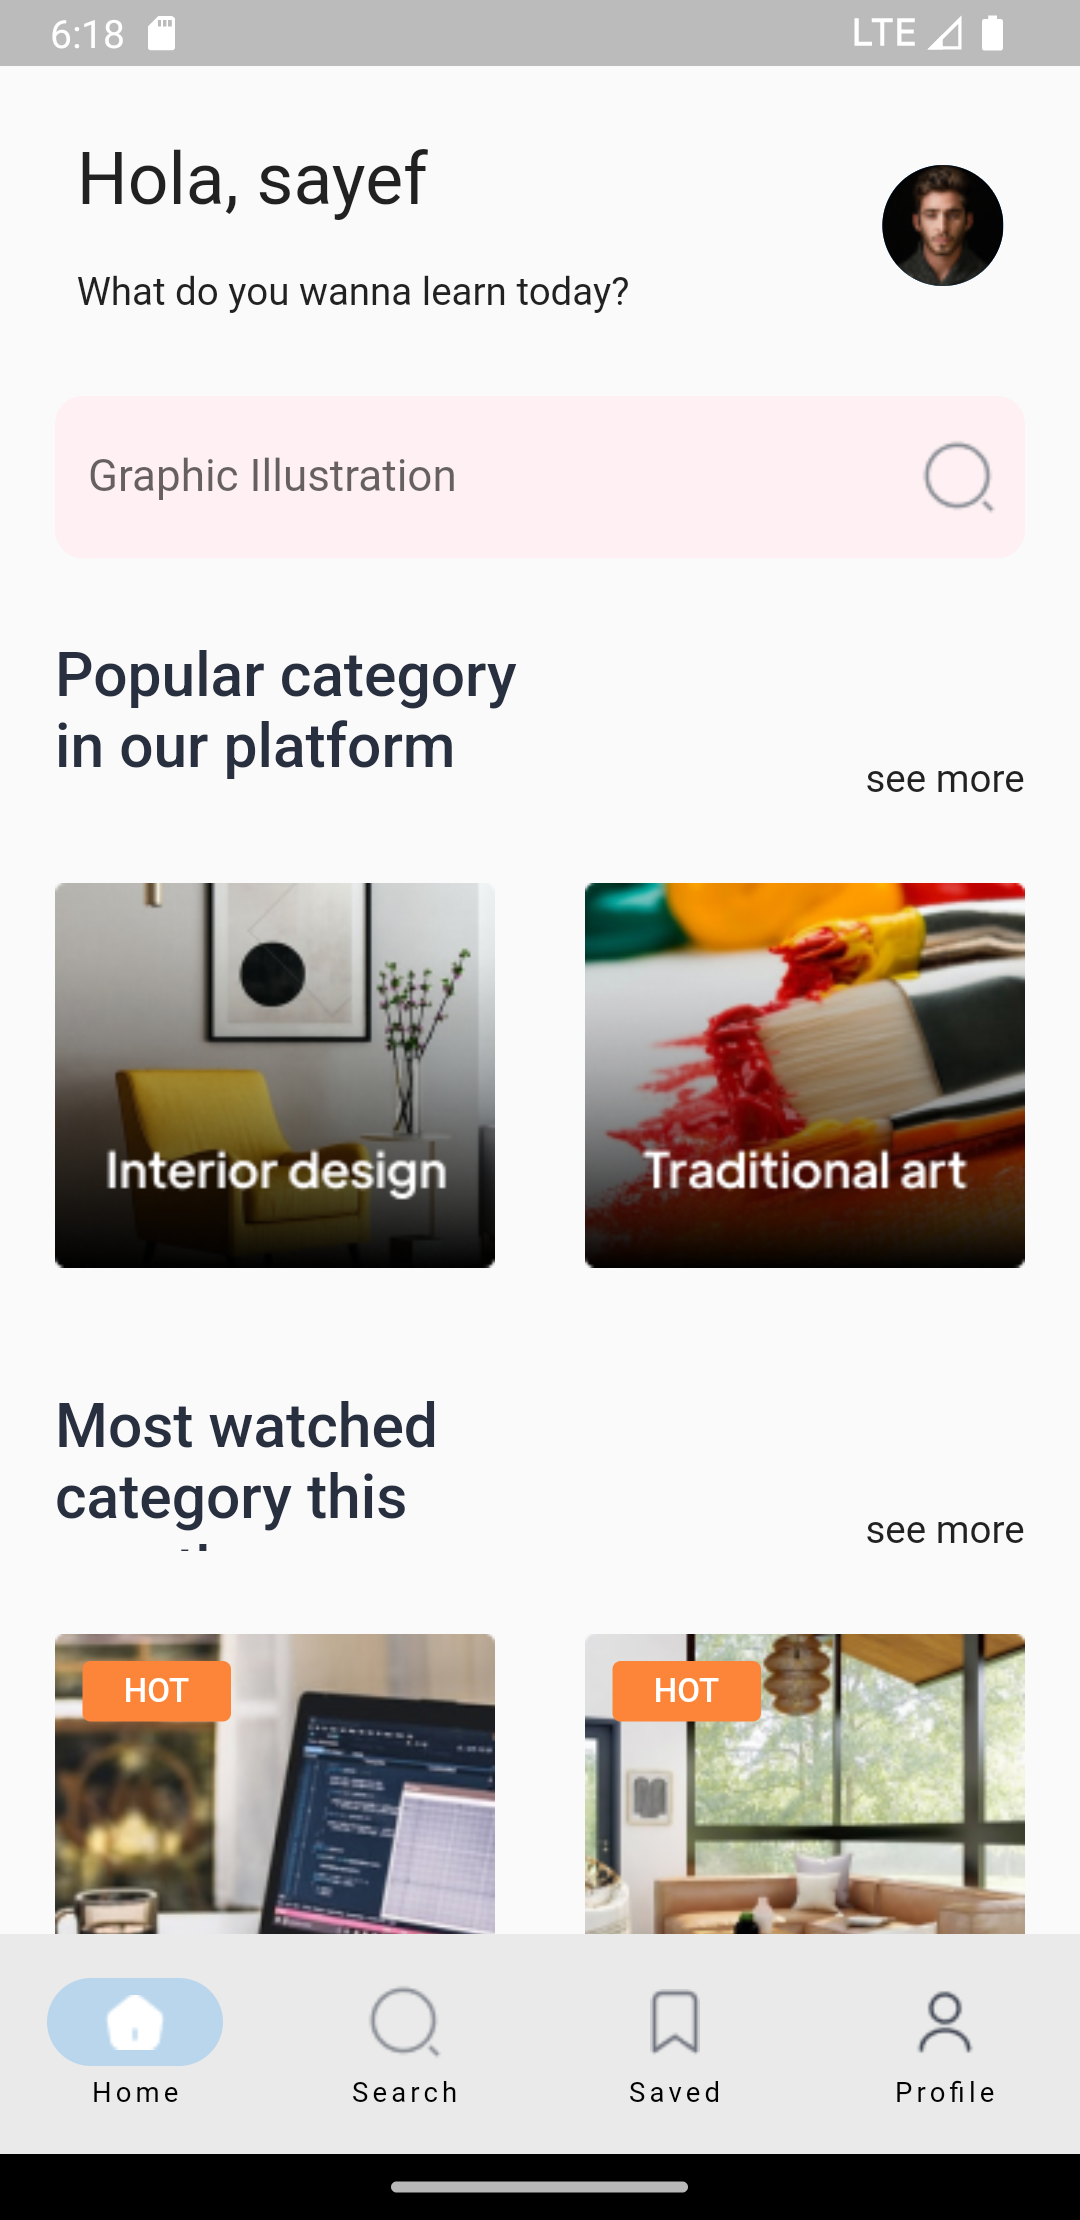 6:18
LTE
Hola, sayef
What do you wanna learn today?
Graphic Illustration
Popular category
in our platform
see more
Interior design
Traditional art
Most watched
category this
see more
HOT
HOT
Home
Search
Saved
Profile